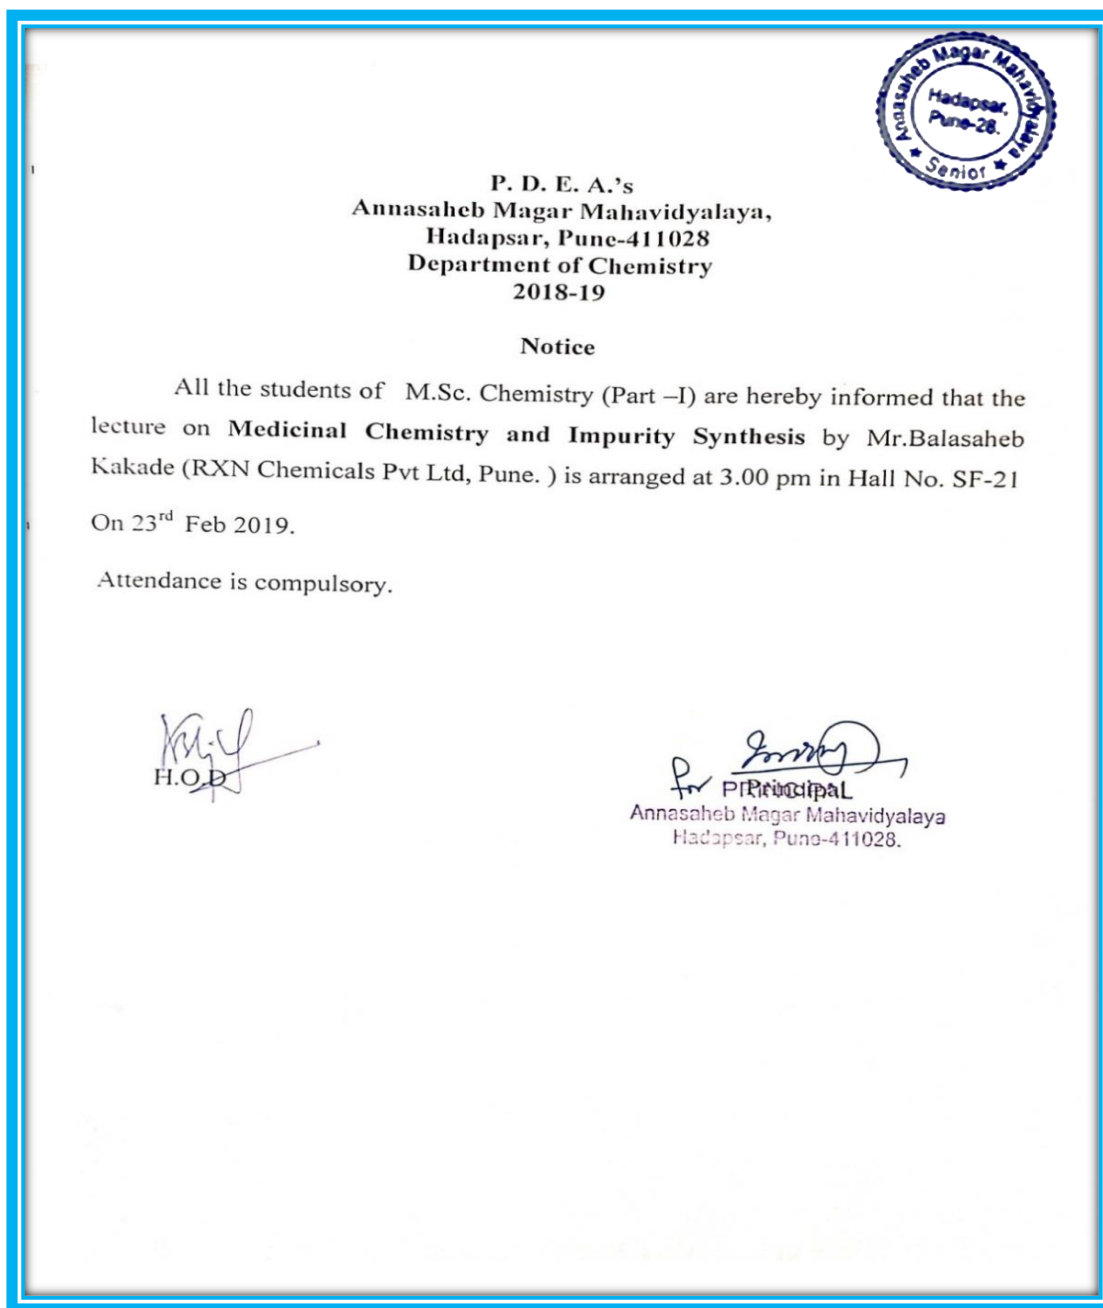 Annasaheb Magar Mahavidyalaya
Hadapsar,
Pune-28.
★ Senior ★
P. D. E. A.'s
Annasaheb Magar Mahavidyalaya,
Hadapsar, Pune-411028
Department of Chemistry
2018-19
Notice
All the students of M.Sc. Chemistry (Part –I) are hereby informed that the
lecture on Medicinal Chemistry and Impurity Synthesis by Mr.Balasaheb
Kakade (RXN Chemicals Pvt Ltd, Pune. ) is arranged at 3.00 pm in Hall No. SF-21
On 23rd Feb 2019.
Attendance is compulsory.
H.O.D
For
Principal
PRINCIPAL
Annasaheb Magar Mahavidyalaya
Hadapsar, Pune-411028.